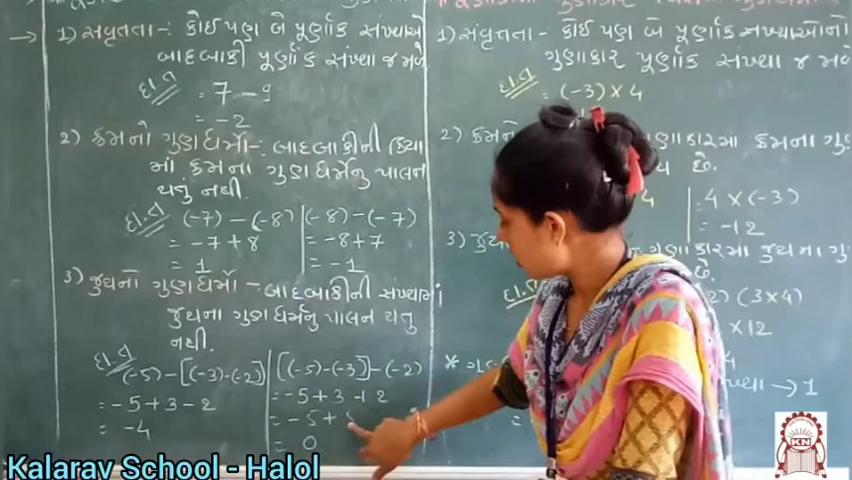 1) સંવૃતતા -: કોઈ પણ બે પૂર્ણાંક સંખ્યાઓ
બાદબાકી પૂર્ણાંક સંખ્યા જ મળે
દા.ત = 7 - 9
= -2
2) ક્રમનો ગુણધર્મ -: બાદબાકીની ક્રિયા
માં ક્રમના ગુણધર્મનુ પાલન
થતુ નથી.
દા.ત (-7) - (-8) | (-8) - (-7)
= -7 + 8 | = -8 + 7
= 1 | = -1
3) જુથનો ગુણધર્મ - બાદબાકીની સંખ્યામાં
જુથના ગુણધર્મનુ પાલન થતુ
નથી.
દા.ત (-5) - [(-3) - (-2)] | [(-5) - (-3)] - (-2)
= -5 + 3 - 2 | = -5 + 3 + 2
= -4 | = -5 +
= 0
1) સંવૃતતા - કોઈ પણ બે પૂર્ણાંક સંખ્યાઓનો
ગુણાકાર પૂર્ણાંક સંખ્યા જ મળે
દા.ત = (-3) × 4
2) ક્રમનો ગુણાકારમા ક્રમના
છે.
4 | = 4 × (-3)
= -12
3) ગુણાકારમા જુથના
છે.
દા.ત 2) (3×4)
× 12
4
→ 1
Kalarav School - Halol
KN